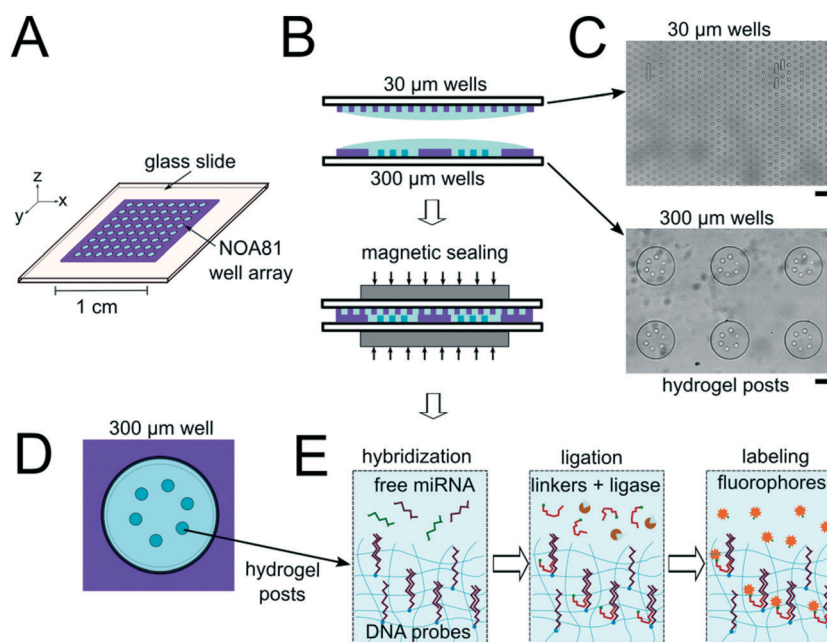 A
z
x
y
glass slide
NOA81
well array
1 cm
B
30 µm wells
300 µm wells
magnetic sealing
C
30 µm wells
300 µm wells
hydrogel posts
D
300 µm well
hydrogel
posts
E
hybridization
free miRNA
DNA probes
ligation
linkers + ligase
labeling
fluorophores